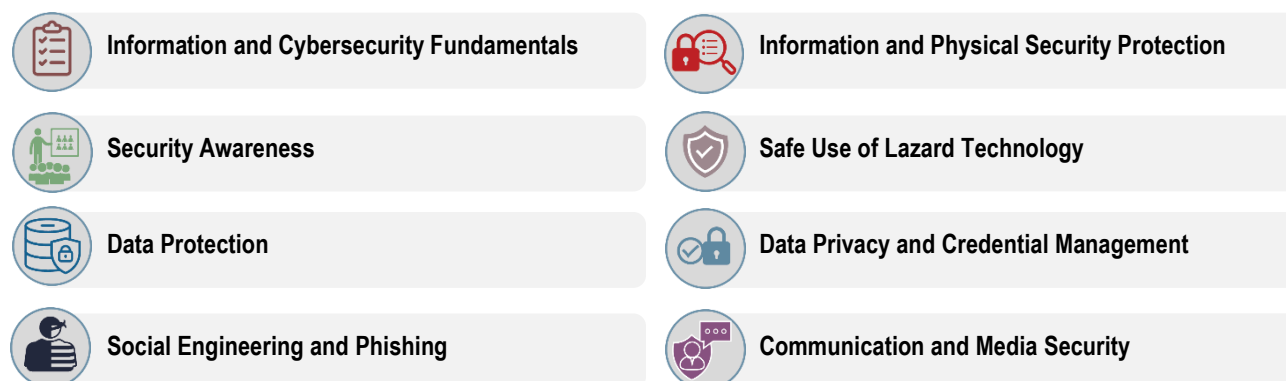 Information and Cybersecurity Fundamentals
Information and Physical Security Protection
Security Awareness
Safe Use of Lazard Technology
Data Protection
Data Privacy and Credential Management
Social Engineering and Phishing
Communication and Media Security